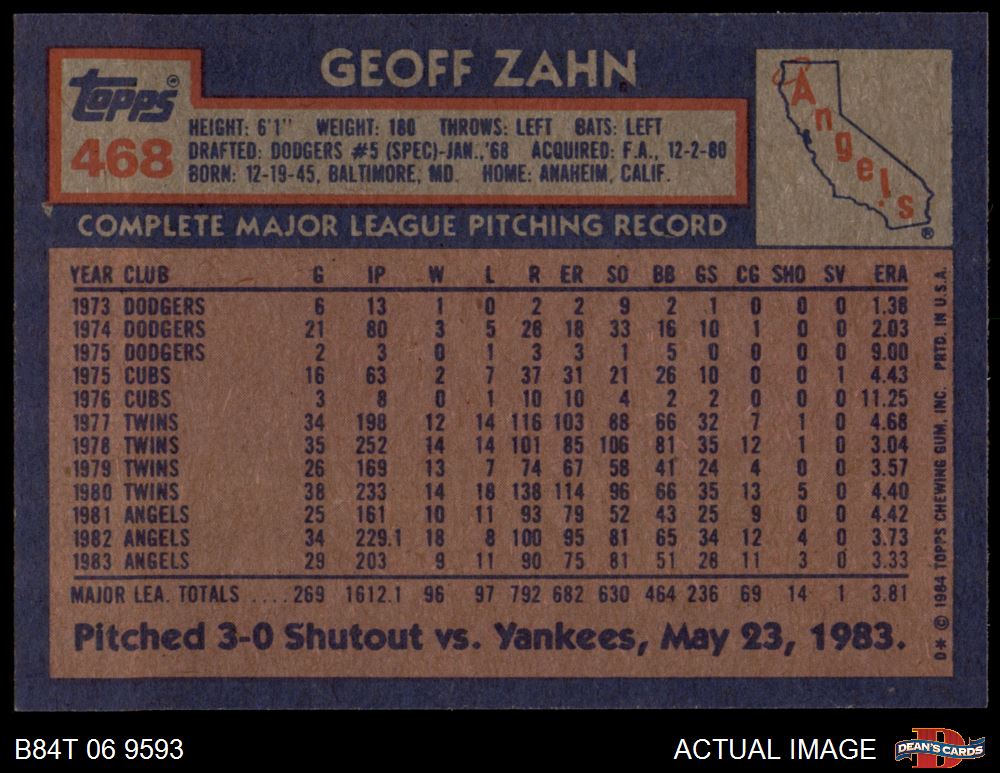 GEOFF ZAHN
topps®
468
HEIGHT: 6'1" WEIGHT: 180 THROWS: LEFT BATS: LEFT
DRAFTED: DODGERS #5 (SPEC)-JAN.,'68 ACQUIRED: F.A., 12-2-80
BORN: 12-19-45, BALTIMORE, MD. HOME: ANAHEIM, CALIF.
Angels
®
COMPLETE MAJOR LEAGUE PITCHING RECORD
YEAR CLUB G IP W L R ER SO BB GS CG SHO SV ERA
1973 DODGERS 6 13 1 0 2 2 9 2 1 0 0 0 1.38
1974 DODGERS 21 80 3 5 28 18 33 16 10 1 0 0 2.03
1975 DODGERS 2 3 0 1 3 3 1 5 0 0 0 0 9.00
1975 CUBS 16 63 2 7 37 31 21 26 10 0 0 1 4.43
1976 CUBS 3 8 0 1 10 10 4 2 2 0 0 0 11.25
1977 TWINS 34 198 12 14 116 103 88 66 32 7 1 0 4.68
1978 TWINS 35 252 14 14 101 85 106 81 35 12 1 0 3.04
1979 TWINS 26 169 13 7 74 67 58 41 24 4 0 0 3.57
1980 TWINS 38 233 14 18 138 114 96 66 35 13 5 0 4.40
1981 ANGELS 25 161 10 11 93 79 52 43 25 9 0 0 4.42
1982 ANGELS 34 229.1 18 8 100 95 81 65 34 12 4 0 3.73
1983 ANGELS 29 203 9 11 90 75 81 51 28 11 3 0 3.33
MAJOR LEA. TOTALS ....269 1612.1 96 97 792 682 630 464 236 69 14 1 3.81
Pitched 3-0 Shutout vs. Yankees, May 23, 1983.
D* © 1984 TOPPS CHEWING GUM, INC. PRTD. IN U.S.A.
B84T 06 9593
ACTUAL IMAGE
D
DEAN'S CARDS